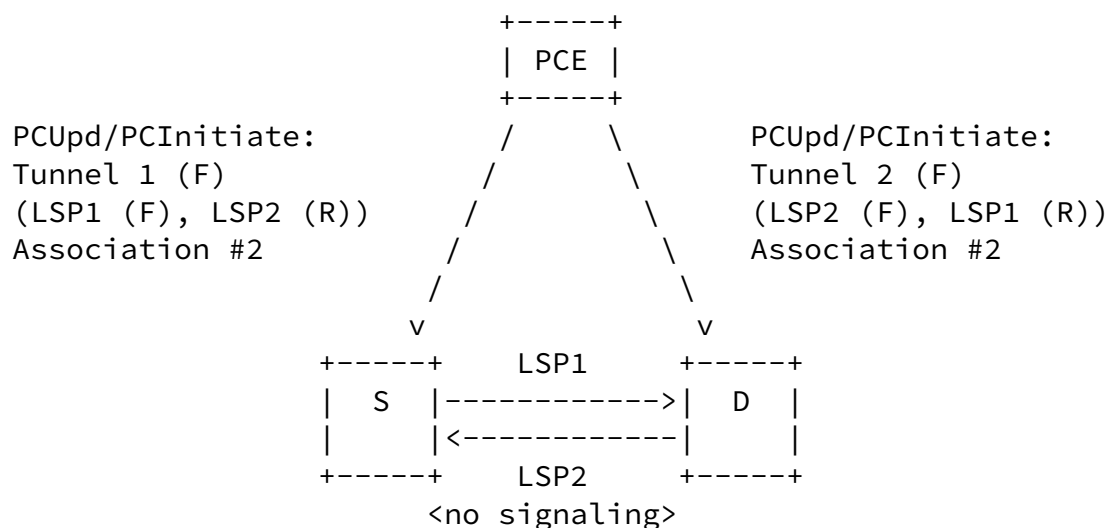 +-----+
| PCE |
+-----+
PCUpd/PCInitiate: / \ PCUpd/PCInitiate:
Tunnel 1 (F) / \ Tunnel 2 (F)
(LSP1 (F), LSP2 (R)) / \ (LSP2 (F), LSP1 (R))
Association #2 / \ Association #2
/ \
v v
+-----+ LSP1 +-----+
| S |------------>| D |
| |<------------| |
+-----+ LSP2 +-----+
<no signaling>